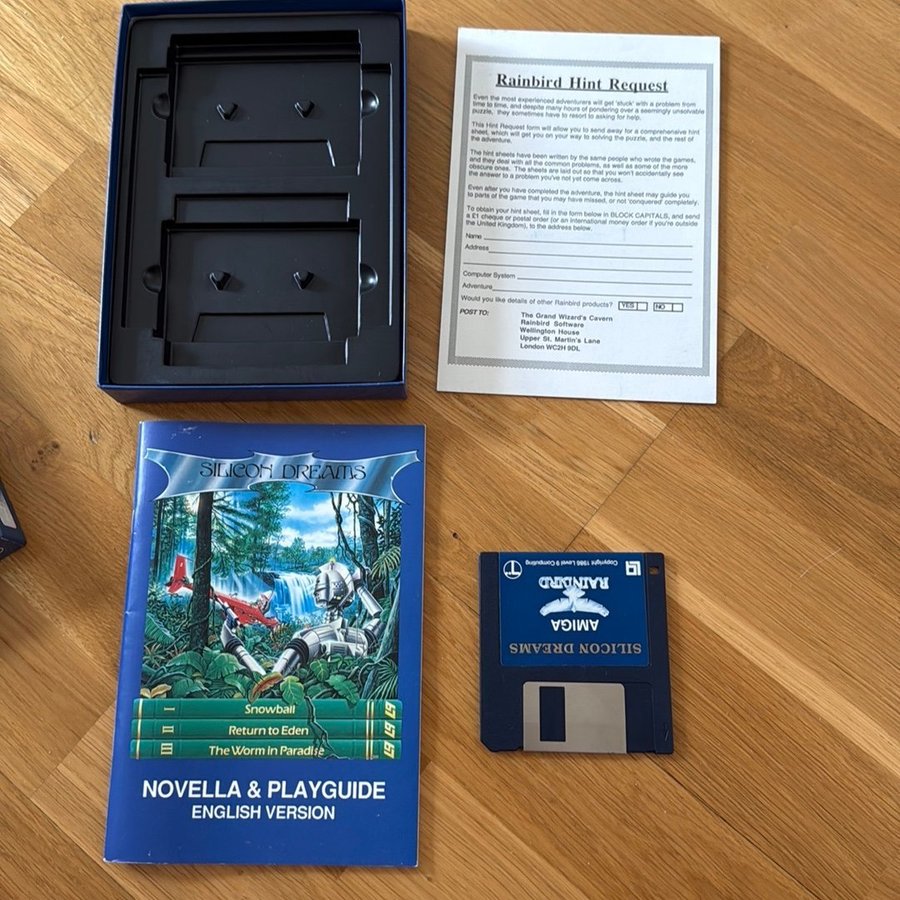 Rainbird Hint Request
Even the most experienced adventurers will get 'stuck' with a problem from
time to time, and despite many hours of pondering over a seemingly unsolvable
puzzle, they sometimes have to resort to asking for help.
This Hint Request form will allow you to send away for a comprehensive hint
sheet, which will get you on your way to solving the puzzle, and the rest of
the adventure.
The hint sheets have been written by the same people who wrote the games,
and they deal with all the common problems, as well as some of the more
obscure ones. The sheets are laid out so that you won't accidentally see
the answer to a problem you've not yet come across.
Even after you have completed the adventure, the hint sheet may guide you
to parts of the game that you may have missed, or not 'conquered' completely.
To obtain your hint sheet, fill in the form below in BLOCK CAPITALS, and send
a £1 cheque or postal order (or an international money order if you're outside
the United Kingdom), to the address below.
Name
Address
Computer System
Adventure
Would you like details of other Rainbird products? YES NO
POST TO: The Grand Wizard's Cavern
Rainbird Software
Wellington House
Upper St. Martin's Lane
London WC2H 9DL
SILICON DREAMS
I Snowball L9
II Return to Eden L9
III The Worm in Paradise L9
NOVELLA & PLAYGUIDE
ENGLISH VERSION
SILICON DREAMS
AMIGA
RAINBIRD
Copyright 1986 Level 9 Computing